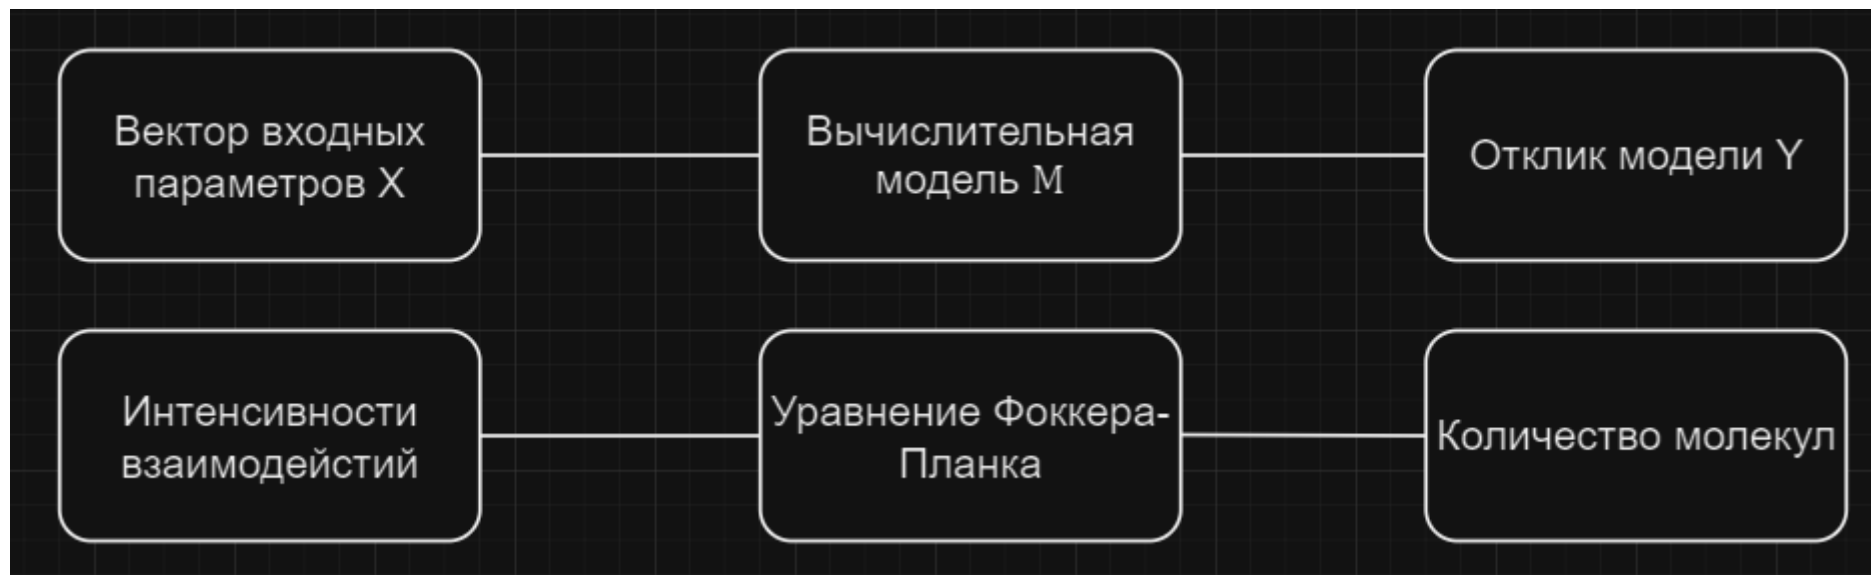 Вектор входных
параметров X
Вычислительная
модель M
Отклик модели Y
Интенсивности
взаимодейстий
Уравнение Фоккера-
Планка
Количество молекул